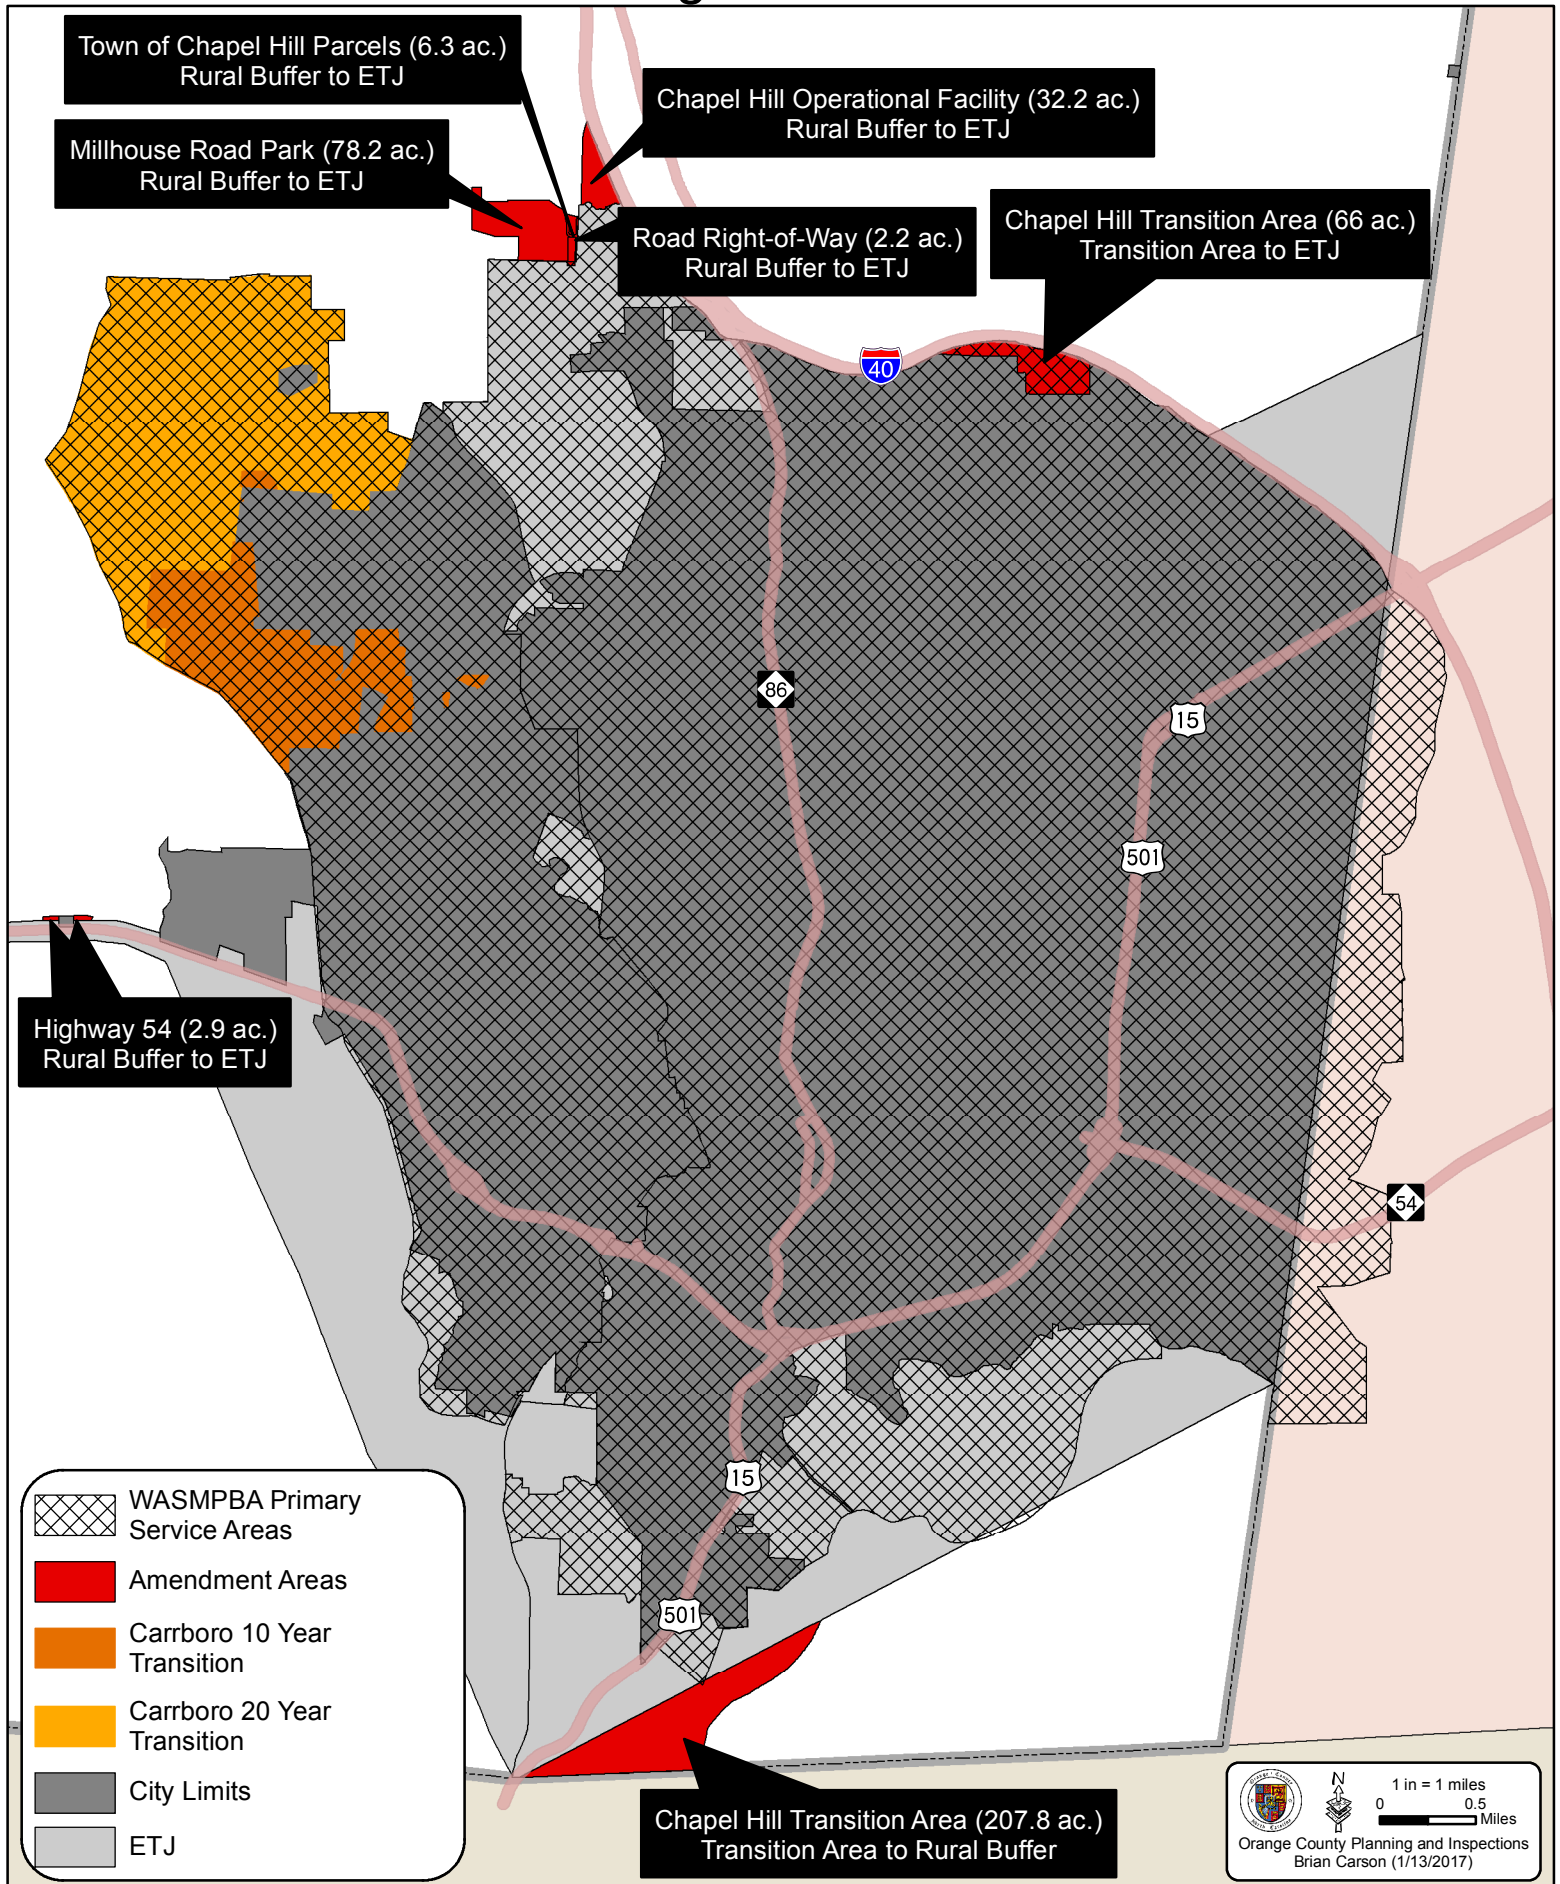 Town of Chapel Hill Parcels (6.3 ac.)
Rural Buffer to ETJ
Chapel Hill Operational Facility (32.2 ac.)
Rural Buffer to ETJ
Millhouse Road Park (78.2 ac.)
Rural Buffer to ETJ
Road Right-of-Way (2.2 ac.)
Rural Buffer to ETJ
Chapel Hill Transition Area (66 ac.)
Transition Area to ETJ
40
86
15
501
Highway 54 (2.9 ac.)
Rural Buffer to ETJ
54
15
501
WASMPBA Primary
Service Areas
Amendment Areas
Carrboro 10 Year
Transition
Carrboro 20 Year
Transition
City Limits
ETJ
Chapel Hill Transition Area (207.8 ac.)
Transition Area to Rural Buffer
N
1 in = 1 miles
0 0.5
Miles
Orange County
North Carolina
Orange County Planning and Inspections
Brian Carson (1/13/2017)